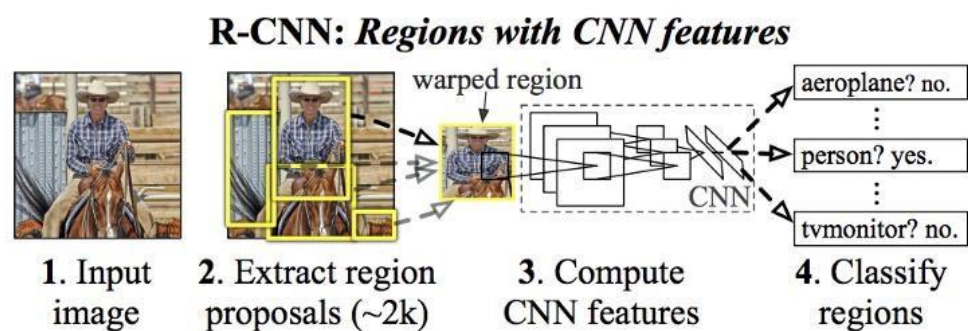 R-CNN: Regions with CNN features
warped region
aeroplane? no.
person? yes.
tvmonitor? no.
CNN
1. Input image
2. Extract region proposals (~2k)
3. Compute CNN features
4. Classify regions